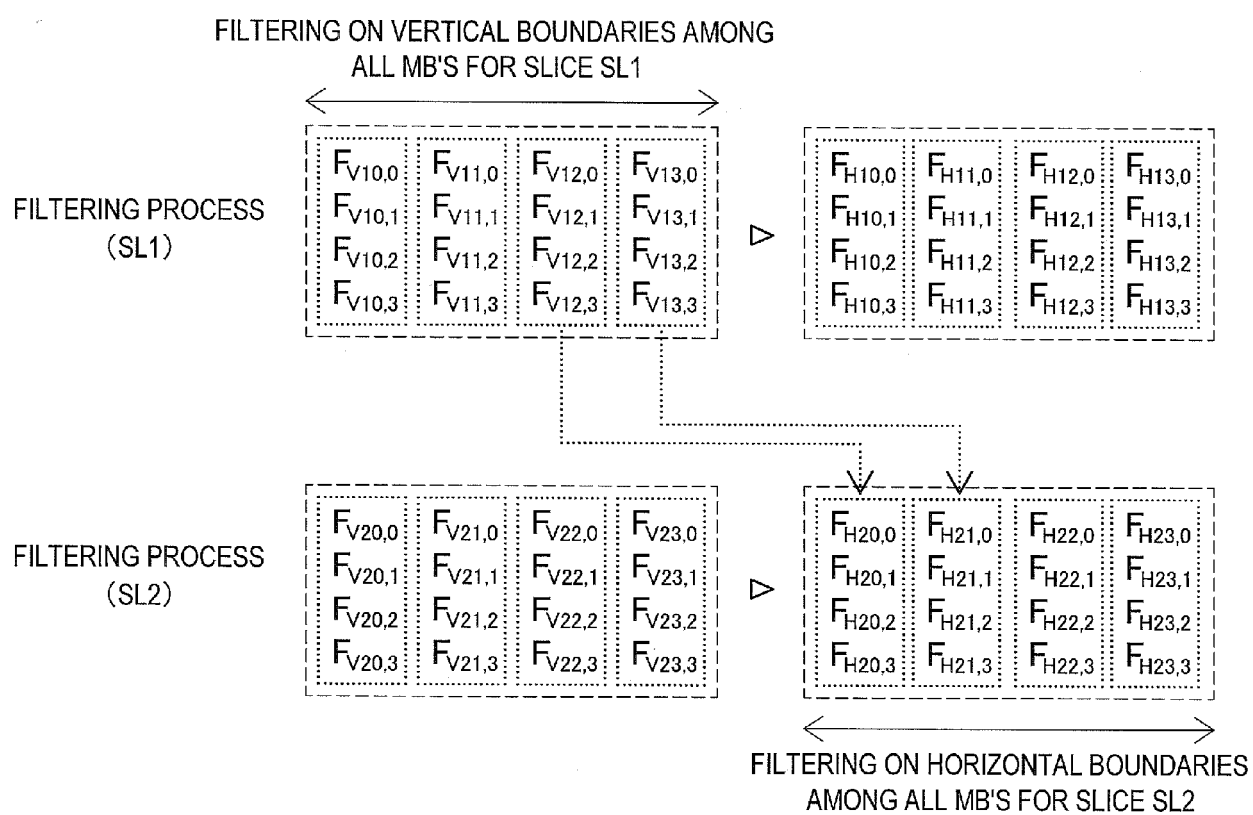 FILTERING ON VERTICAL BOUNDARIES AMONG
ALL MB'S FOR SLICE SL1
FILTERING PROCESS
(SL1)
FV10,0 FV11,0 FV12,0 FV13,0 FH10,0 FH11,0 FH12,0 FH13,0
FV10,1 FV11,1 FV12,1 FV13,1 FH10,1 FH11,1 FH12,1 FH13,1
FV10,2 FV11,2 FV12,2 FV13,2 FH10,2 FH11,2 FH12,2 FH13,2
FV10,3 FV11,3 FV12,3 FV13,3 FH10,3 FH11,3 FH12,3 FH13,3
FILTERING PROCESS
(SL2)
FV20,0 FV21,0 FV22,0 FV23,0 FH20,0 FH21,0 FH22,0 FH23,0
FV20,1 FV21,1 FV22,1 FV23,1 FH20,1 FH21,1 FH22,1 FH23,1
FV20,2 FV21,2 FV22,2 FV23,2 FH20,2 FH21,2 FH22,2 FH23,2
FV20,3 FV21,3 FV22,3 FV23,3 FH20,3 FH21,3 FH22,3 FH23,3
FILTERING ON HORIZONTAL BOUNDARIES
AMONG ALL MB'S FOR SLICE SL2